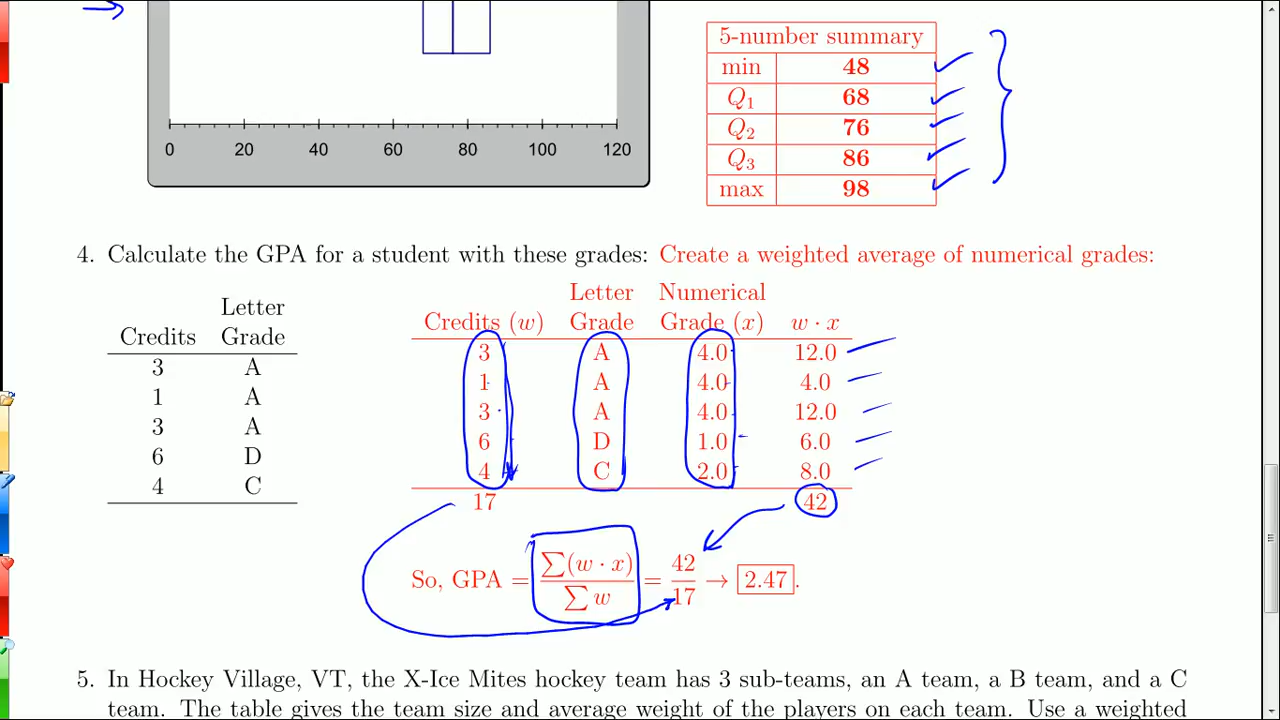 0 20 40 60 80 100 120
5-number summary
min 48
Q1 68
Q2 76
Q3 86
max 98
4. Calculate the GPA for a student with these grades: Create a weighted average of numerical grades:
Letter
Credits Grade
3 A
1 A
3 A
6 D
4 C
Letter Numerical
Credits (w) Grade Grade (x) w · x
3 A 4.0 12.0
1 A 4.0 4.0
3 A 4.0 12.0
6 D 1.0 6.0
4 C 2.0 8.0
17 42
So, GPA = ∑(w · x) / ∑ w = 42 / 17 → 2.47.
5. In Hockey Village, VT, the X-Ice Mites hockey team has 3 sub-teams, an A team, a B team, and a C
team. The table gives the team size and average weight of the players on each team. Use a weighted